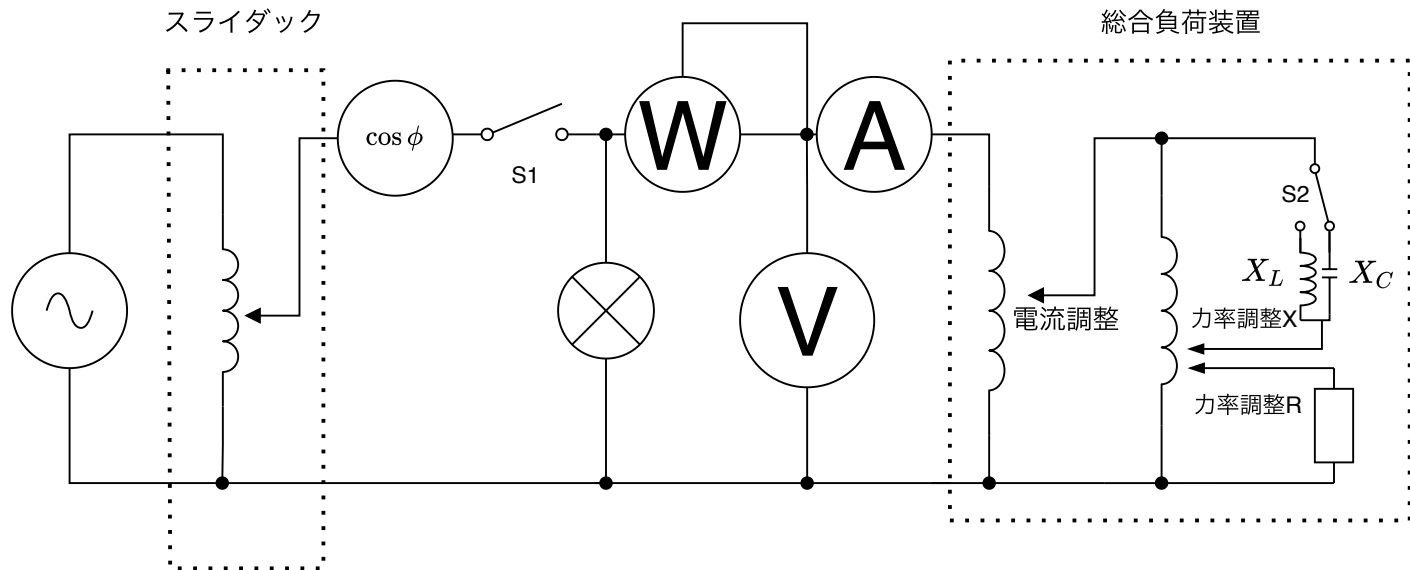 スライダック
総合負荷装置
cos ϕ
S1
W
A
V
電流調整
S2
X_L
X_C
力率調整X
力率調整R